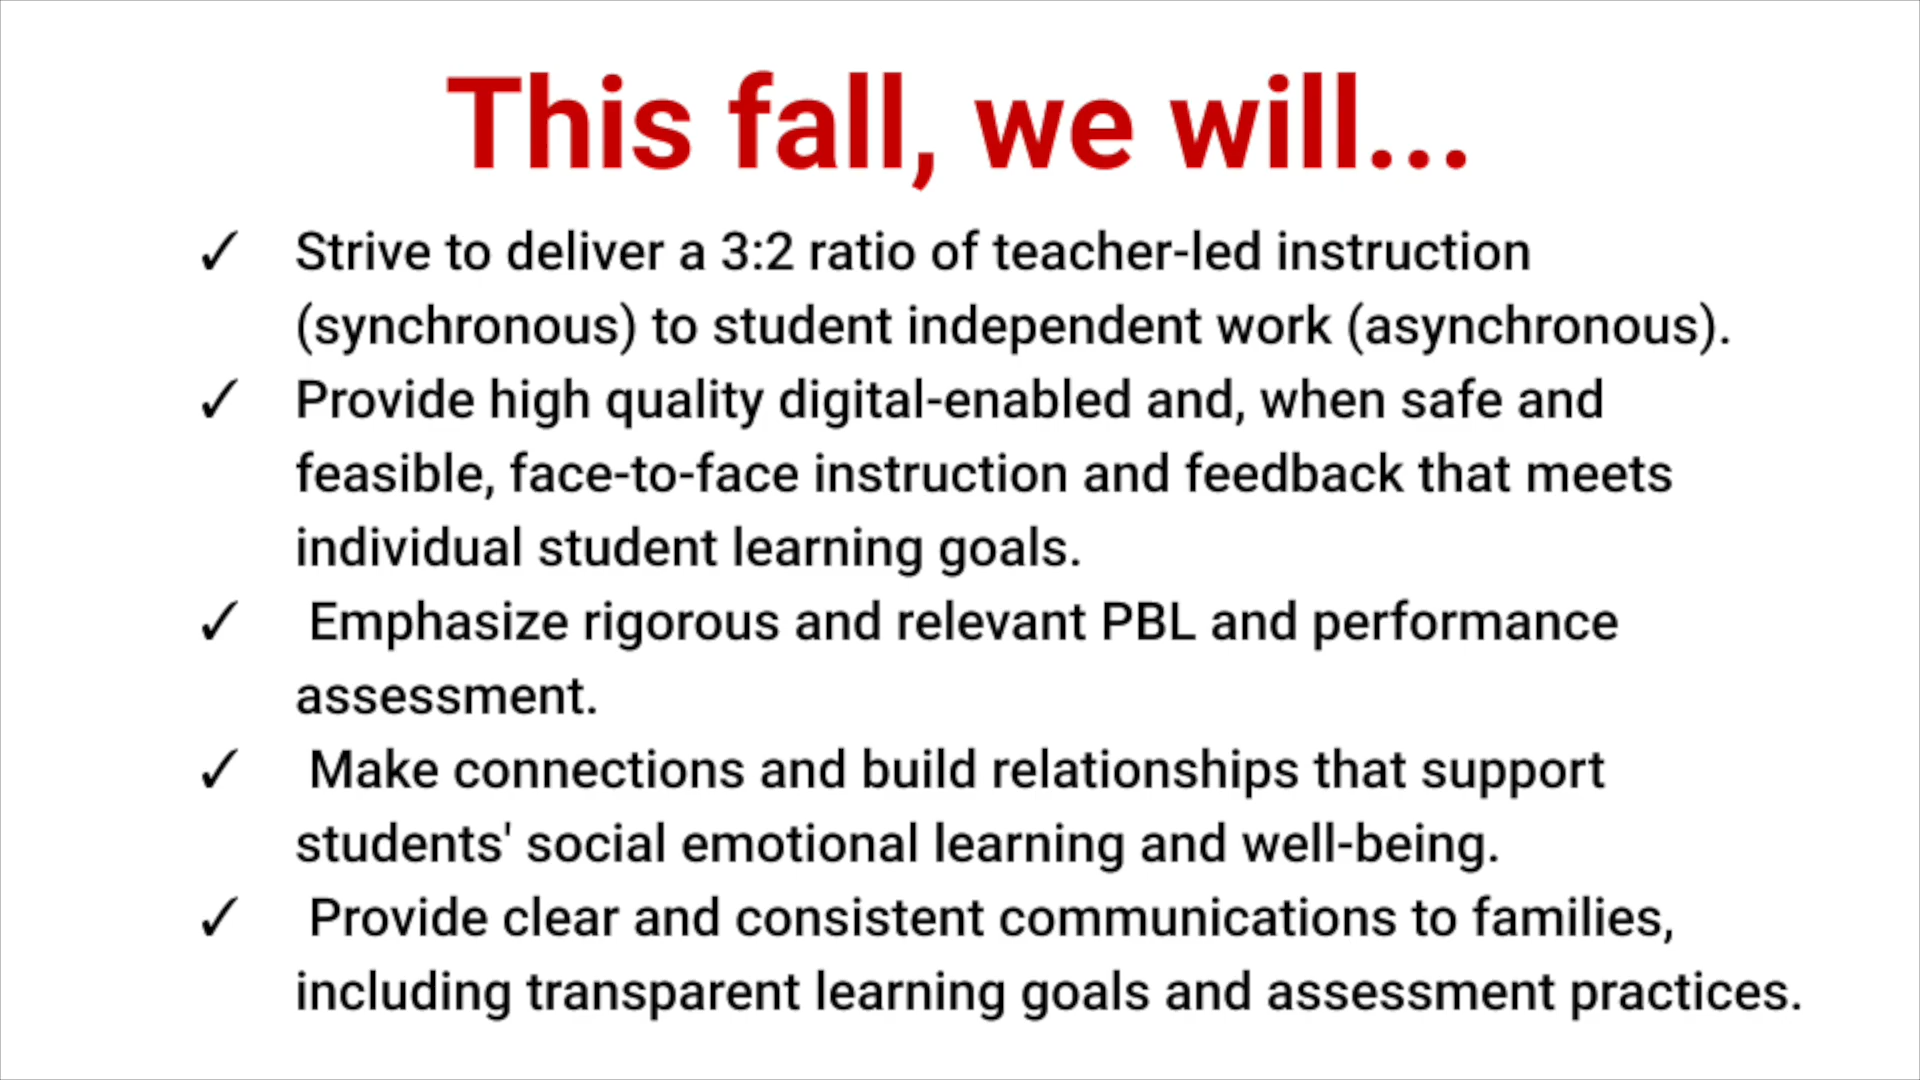 This fall, we will...
✓ Strive to deliver a 3:2 ratio of teacher-led instruction
(synchronous) to student independent work (asynchronous).
✓ Provide high quality digital-enabled and, when safe and
feasible, face-to-face instruction and feedback that meets
individual student learning goals.
✓ Emphasize rigorous and relevant PBL and performance
assessment.
✓ Make connections and build relationships that support
students' social emotional learning and well-being.
✓ Provide clear and consistent communications to families,
including transparent learning goals and assessment practices.